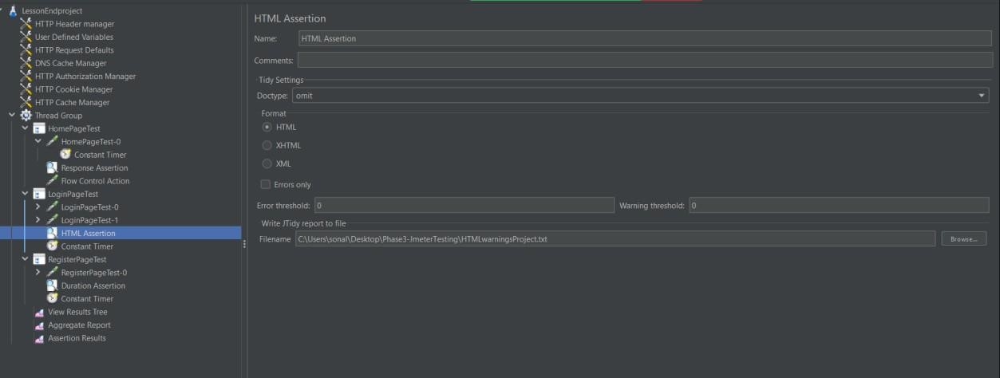 LessonEndproject
HTTP Header manager
User Defined Variables
HTTP Request Defaults
DNS Cache Manager
HTTP Authorization Manager
HTTP Cookie Manager
HTTP Cache Manager
Thread Group
HomePageTest
HomePageTest-0
Constant Timer
Response Assertion
Flow Control Action
LoginPageTest
LoginPageTest-0
LoginPageTest-1
HTML Assertion
Constant Timer
RegisterPageTest
RegisterPageTest-0
Duration Assertion
Constant Timer
View Results Tree
Aggregate Report
Assertion Results
HTML Assertion
Name: HTML Assertion
Comments:
Tidy Settings
Doctype: omit
Format
HTML
XHTML
XML
Errors only
Error threshold: 0 Warning threshold: 0
Write JTidy report to file
Filename C:\Users\sonal\Desktop\Phase3-JmeterTesting\HTMLwarningsProject.txt Browse...